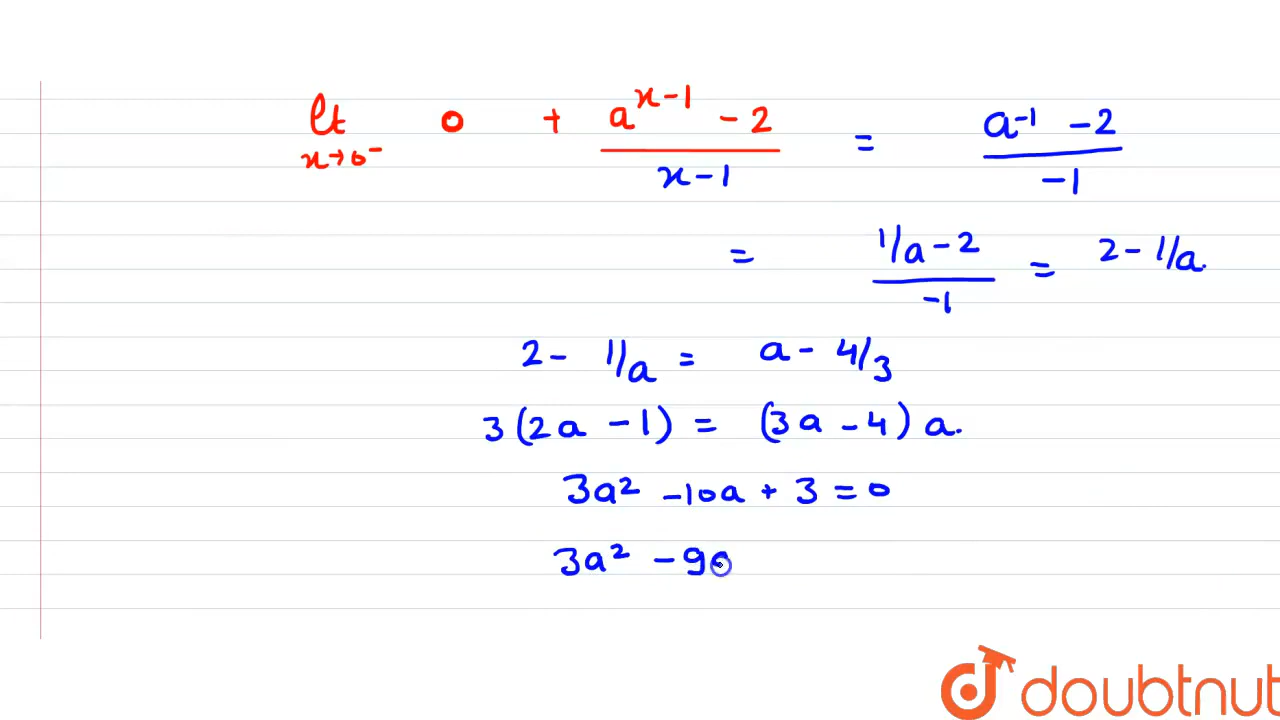 lt x→0⁻ 0 + (a^(x-1) - 2)/(x-1) = (a^-1 - 2)/-1
= (1/a - 2)/-1 = 2 - 1/a.
2 - 1/a = a - 4/3
3(2a - 1) = (3a - 4) a.
3a² - 10a + 3 = 0
3a² - 9a
doubtnut